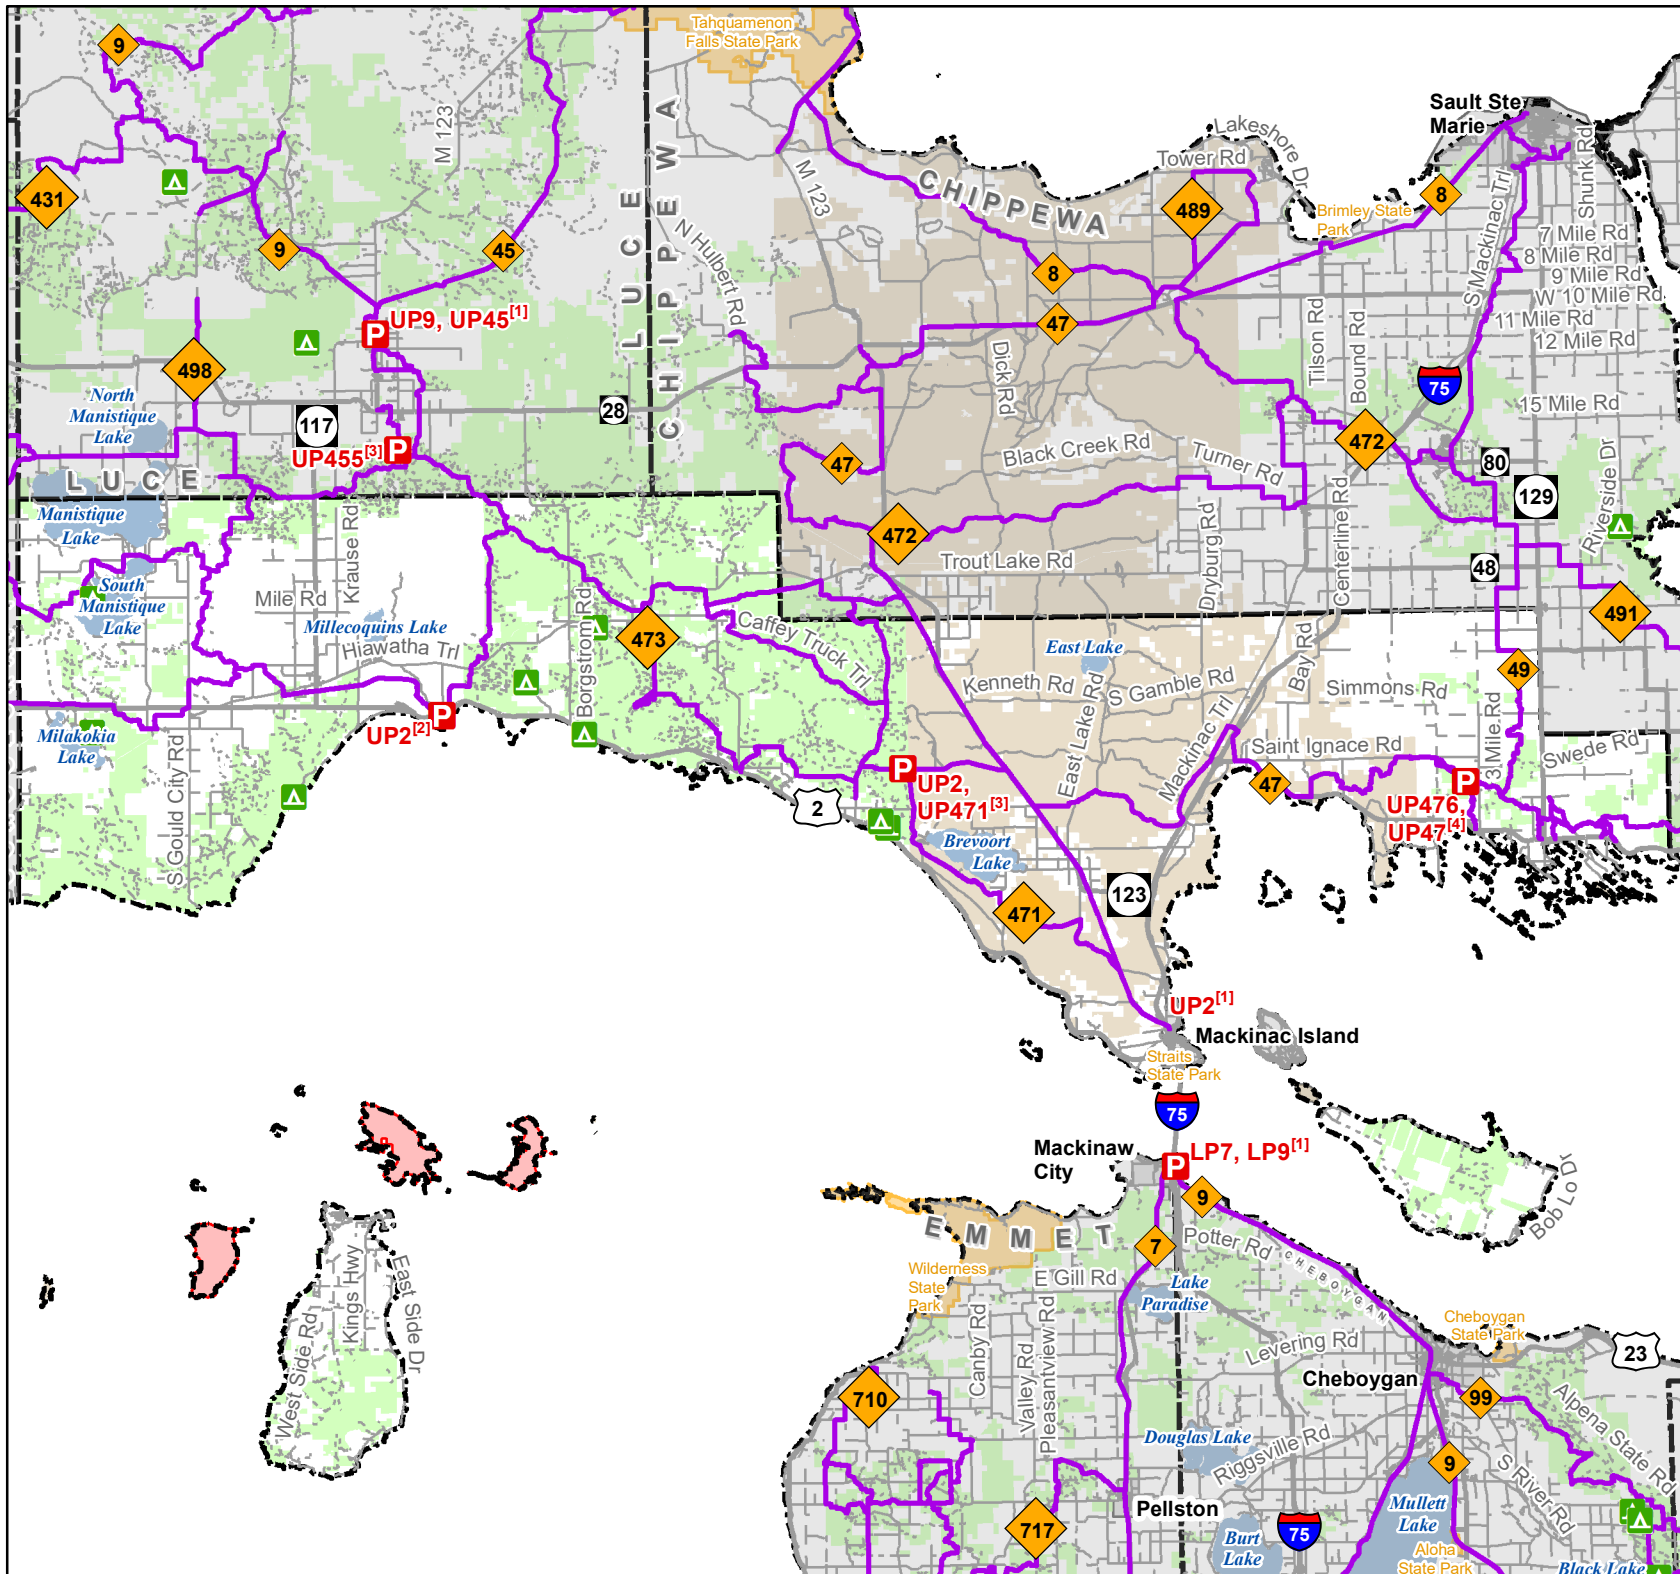 Tahquamenon
Falls State Park
9
M 123
431
9
45
L U C E
C H I P P E W A
M 123
N Hulbert Rd
CHIPPEWA
Tower Rd
Lakeshore Dr
489
Sault Ste
Marie
8
Brimley State
Park
S Mackinac Trl
Shunk Rd
7 Mile Rd
8 Mile Rd
9 Mile Rd
W 10 Mile Rd
11 Mile Rd
12 Mile Rd
8
47
UP9, UP45[1]
P
498
North
Manistique
Lake
117
28
Dick Rd
Tilson Rd
Bound Rd
75
15 Mile Rd
472
UP455[3]
P
47
Black Creek Rd
Turner Rd
80
129
Riverside Dr
L U C E
Manistique
Lake
Krause Rd
472
Trout Lake Rd
Dryburg Rd
Centerline Rd
48
South
Manistique
Lake
Mile Rd
Millecoquins Lake
Hiawatha Trl
Borgstrom Rd
473
Caffey Truck Trl
491
East Lake
Kenneth Rd
S Gamble Rd
East Lake Rd
Mackinac Trl
Bay Rd
Simmons Rd
49
3 Mile Rd
Saint Ignace Rd
Swede Rd
Milakokia
Lake
S Gould City Rd
UP2[2]
P
2
P
UP2,
UP471[3]
47
P
UP476,
UP47[4]
Brevoort
Lake
471
123
UP2[1]
Mackinac Island
Straits
State Park
75
Mackinaw
City
P
LP7, LP9[1]
9
Bob Lo Dr
E M M E T
7
Potter Rd
CHEBOYGAN
Wilderness
State
Park
E Gill Rd
Lake
Paradise
Kings Hwy
West Side Rd
East Side Dr
Canby Rd
Valley Rd
Pleasantview Rd
Levering Rd
Cheboygan
State Park
23
Cheboygan
710
99
Alpena State Rd
Douglas Lake
Riggsville Rd
9
S River Rd
717
Pellston
Mullett
Lake
Burt
Lake
75
Aloha
State Park
Black Lake